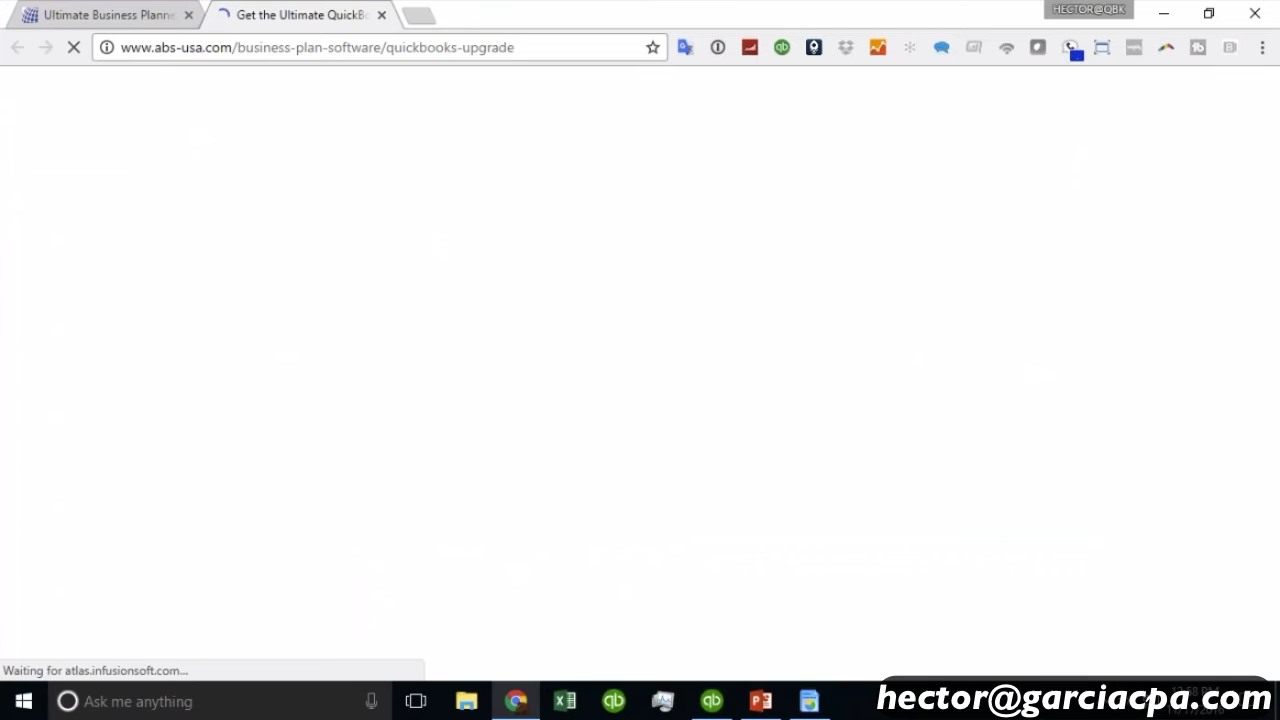 Ultimate Business Planne
Get the Ultimate QuickBo
HECTOR@QBK
www.abs-usa.com/business-plan-software/quickbooks-upgrade
Waiting for atlas.infusionsoft.com...
Ask me anything
hector@garciacpa.com